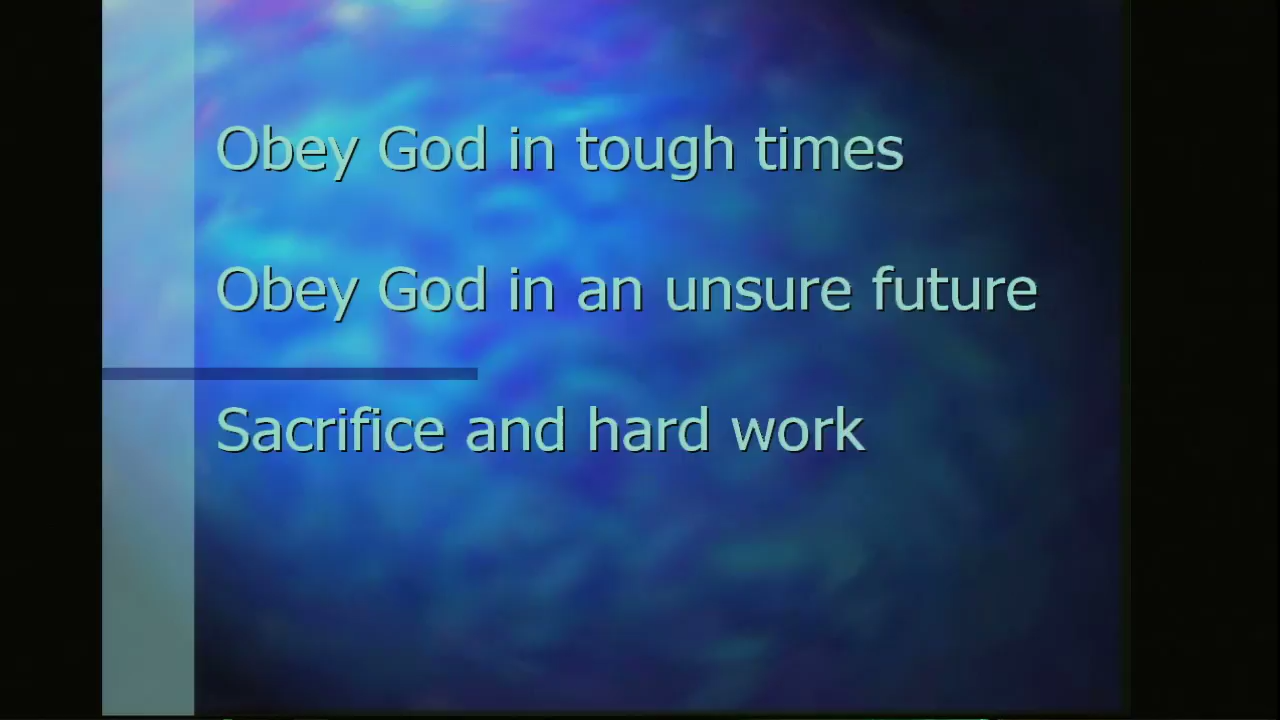 Obey God in tough times
Obey God in an unsure future
Sacrifice and hard work